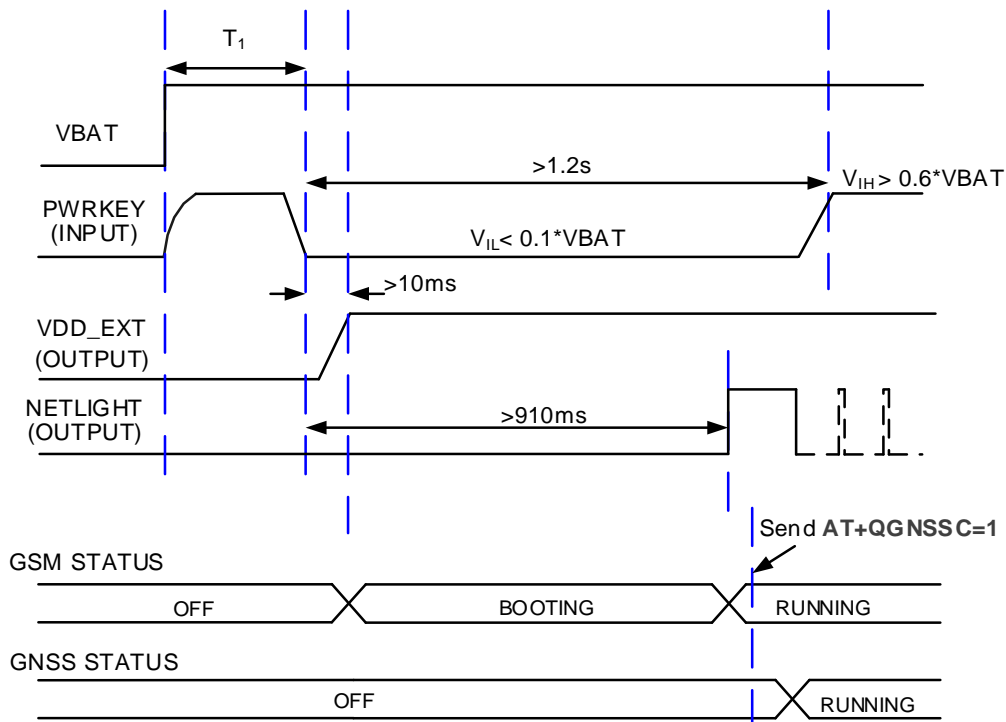 T₁
VBAT
>1.2s
VIH > 0.6*VBAT
PWRKEY
(INPUT)
VIL< 0.1*VBAT
>10ms
VDD_EXT
(OUTPUT)
NETLIGHT
(OUTPUT)
>910ms
Send AT+QGNSSC=1
GSM STATUS
OFF
BOOTING
RUNNING
GNSS STATUS
OFF
RUNNING